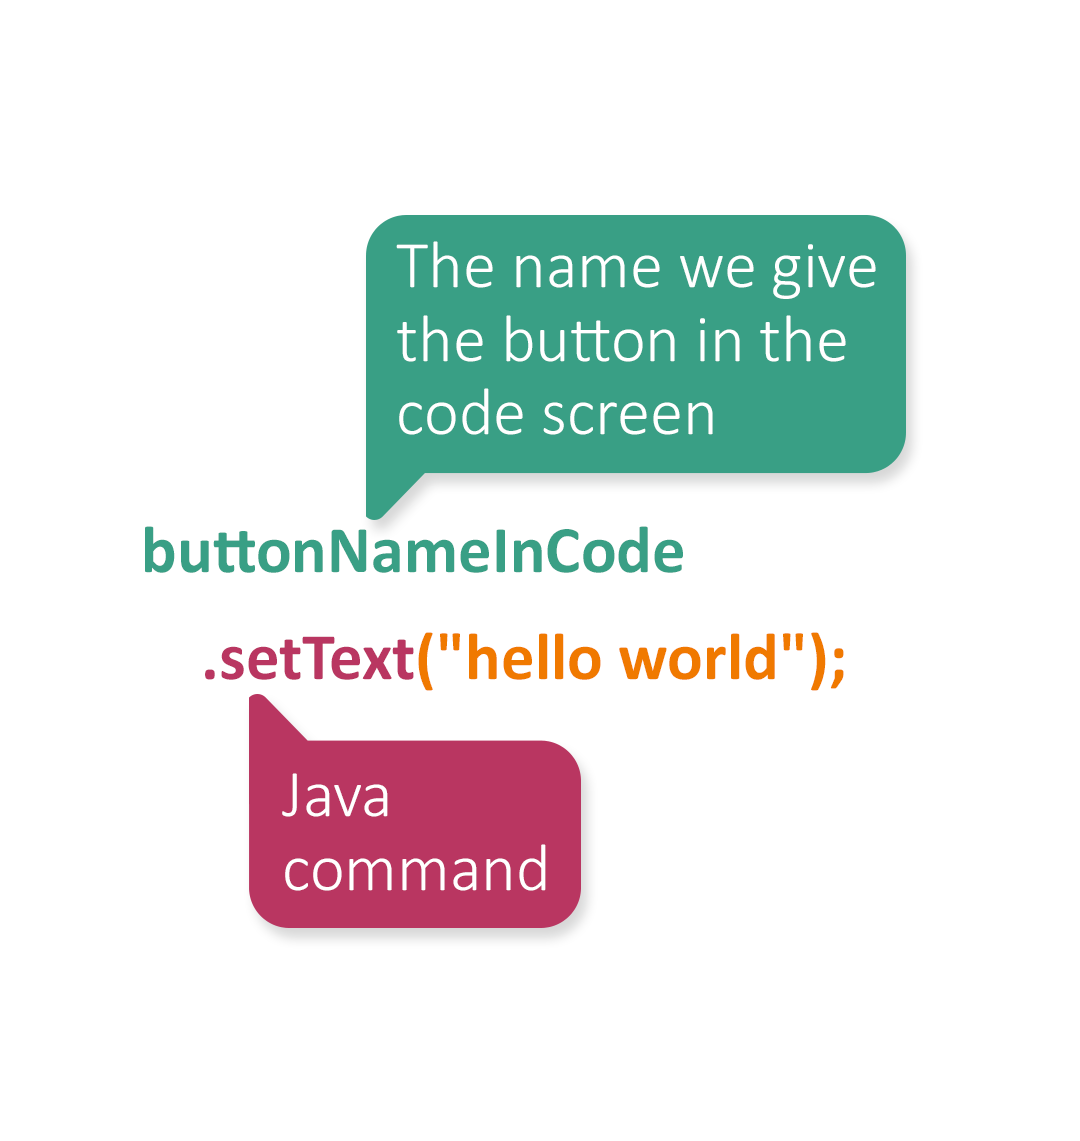 The name we give
the button in the
code screen
buttonNameInCode
.setText("hello world");
Java
command